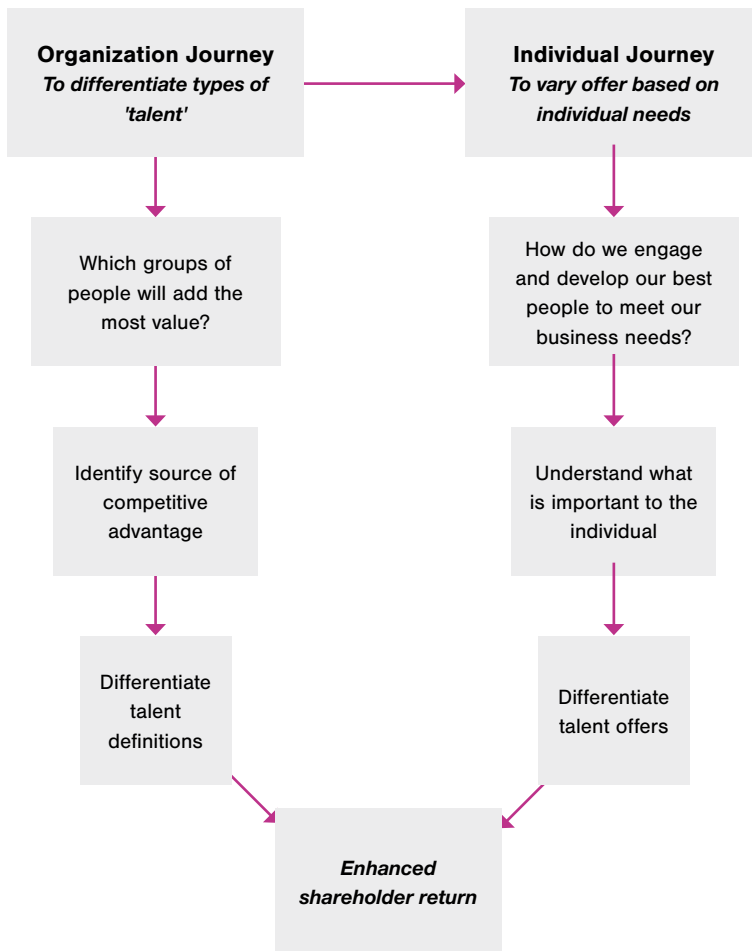 Organization Journey
To differentiate types of
'talent'
Individual Journey
To vary offer based on
individual needs
Which groups of
people will add the
most value?
How do we engage
and develop our best
people to meet our
business needs?
Identify source of
competitive
advantage
Understand what
is important to the
individual
Differentiate
talent
definitions
Differentiate
talent offers
Enhanced
shareholder return